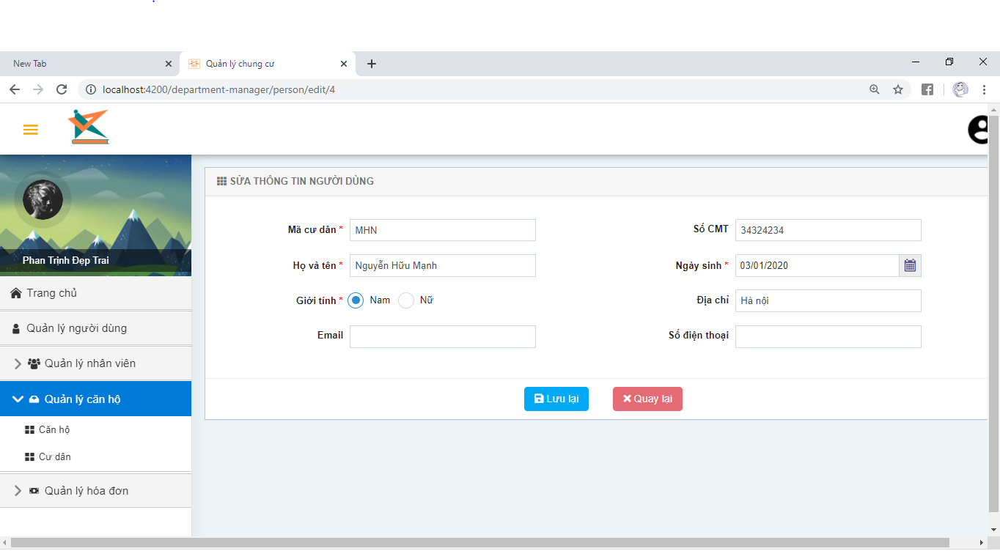 New Tab
Quản lý chung cư
localhost:4200/department-manager/person/edit/4
Phan Trịnh Đẹp Trai
Trang chủ
Quản lý người dùng
Quản lý nhân viên
Quản lý căn hộ
Căn hộ
Cư dân
Quản lý hóa đơn
SỬA THÔNG TIN NGƯỜI DÙNG
Mã cư dân * MHN Số CMT 34324234
Họ và tên * Nguyễn Hữu Mạnh Ngày sinh * 03/01/2020
Giới tính * Nam Nữ Địa chỉ Hà nội
Email Số điện thoại
Lưu lại Quay lại